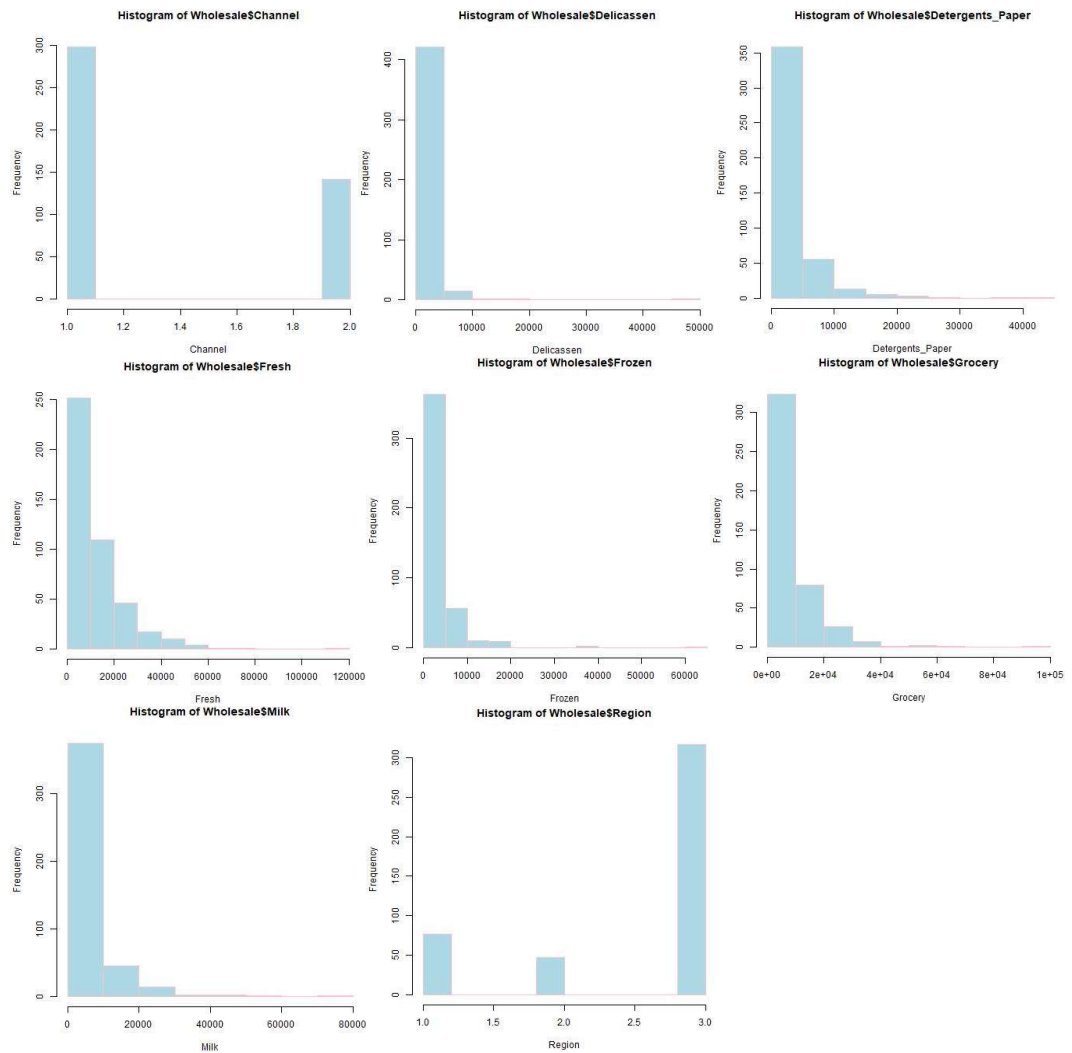 Histogram of Wholesale$Channel
Frequency
300
250
200
150
100
50
0
1.0 1.2 1.4 1.6 1.8 2.0
Channel
Histogram of Wholesale$Delicassen
Frequency
400
300
200
100
0
0 10000 20000 30000 40000 50000
Delicassen
Histogram of Wholesale$Detergents_Paper
Frequency
350
300
250
200
150
100
50
0
0 10000 20000 30000 40000
Detergents_Paper
Histogram of Wholesale$Fresh
Frequency
250
200
150
100
50
0
0 20000 40000 60000 80000 100000 120000
Fresh
Histogram of Wholesale$Frozen
Frequency
300
200
100
0
0 10000 20000 30000 40000 50000 60000
Frozen
Histogram of Wholesale$Grocery
Frequency
300
250
200
150
100
50
0
0e+00 2e+04 4e+04 6e+04 8e+04 1e+05
Grocery
Histogram of Wholesale$Milk
Frequency
300
200
100
0
0 20000 40000 60000 80000
Milk
Histogram of Wholesale$Region
Frequency
300
250
200
150
100
50
0
1.0 1.5 2.0 2.5 3.0
Region